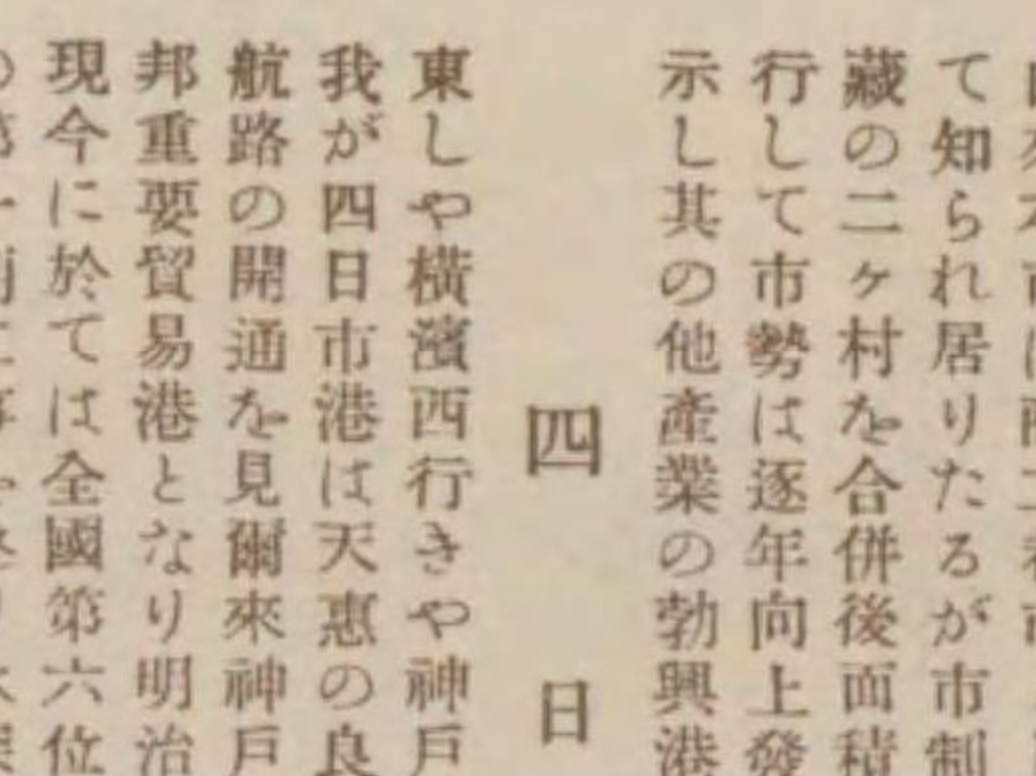 て知られ居りたるが市制
藏の二ヶ村を合併後面積
行して市勢は逐年向上發
示し其の他產業の勃興港
四日
東しや橫濱西行きや神戶
我が四日市港は天惠の良
航路の開通を見爾來神戶
邦重要貿易港となり明治
現今に於ては全國第六位